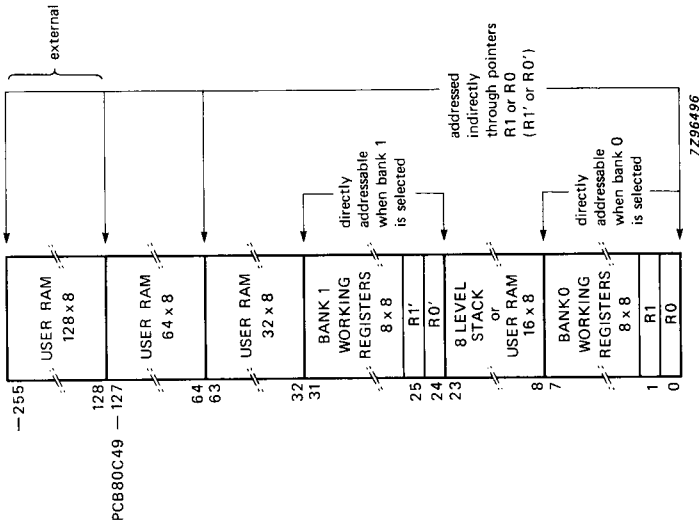 — 255
USER RAM
128 x 8
external
128
PCB80C49 — 127
USER RAM
64 x 8
64
63
USER RAM
32 x 8
32
31
BANK 1
WORKING
REGISTERS
8 x 8
directly
addressable
when bank 1
is selected
25
R1'
24
R0'
23
8 LEVEL
STACK
or
USER RAM
16 x 8
addressed
indirectly
through pointers
R1 or R0
(R1' or R0')
8
7
BANK0
WORKING
REGISTERS
8 x 8
directly
addressable
when bank 0
is selected
1
R1
0
R0
7Z96496